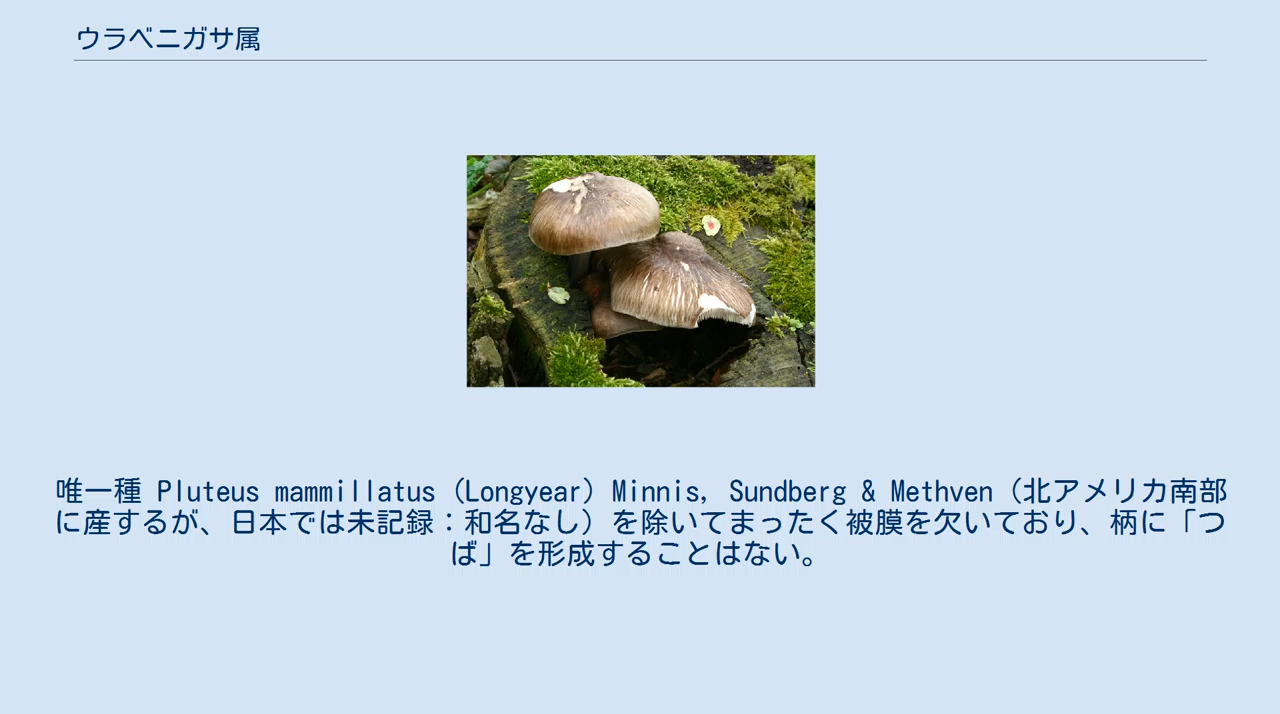 ウラベニガサ属
唯一種 Pluteus mammillatus (Longyear) Minnis, Sundberg & Methven（北アメリカ南部
に産するが、日本では未記録：和名なし）を除いてまったく被膜を欠いており、柄に「つ
ば」を形成することはない。